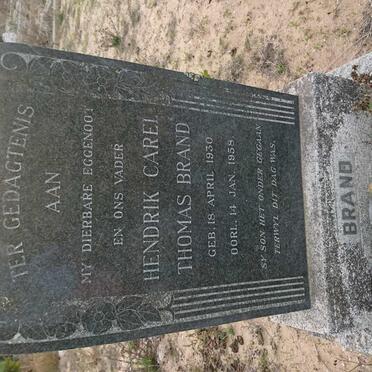 TER GEDAGTENIS
AAN
MY DIERBARE EGGENOOT
EN ONS VADER
HENDRIK CAREL
THOMAS BRAND
GEB. 18 APRIL 1930
OORL. 14 JAN. 1958
SY SON HET ONDER GEGAAN
TERWYL DIT DAG WAS.
BRAND